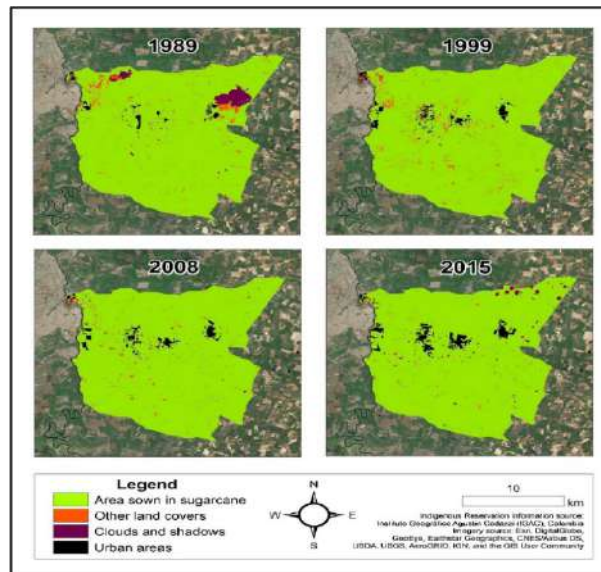 1989
1999
2008
2015
Legend
Area sown in sugarcane
Other land covers
Clouds and shadows
Urban areas
N
W
E
S
10
km
Indigenous Reservation information source:
Instituto Geográfico Agustín Codazzi (IGAC), Colombia
Imagery source: Esri, DigitalGlobe,
GeoEye, Earthstar Geographics, CNES/Airbus DS,
USDA, USGS, AeroGRID, IGN, and the GIS User Community